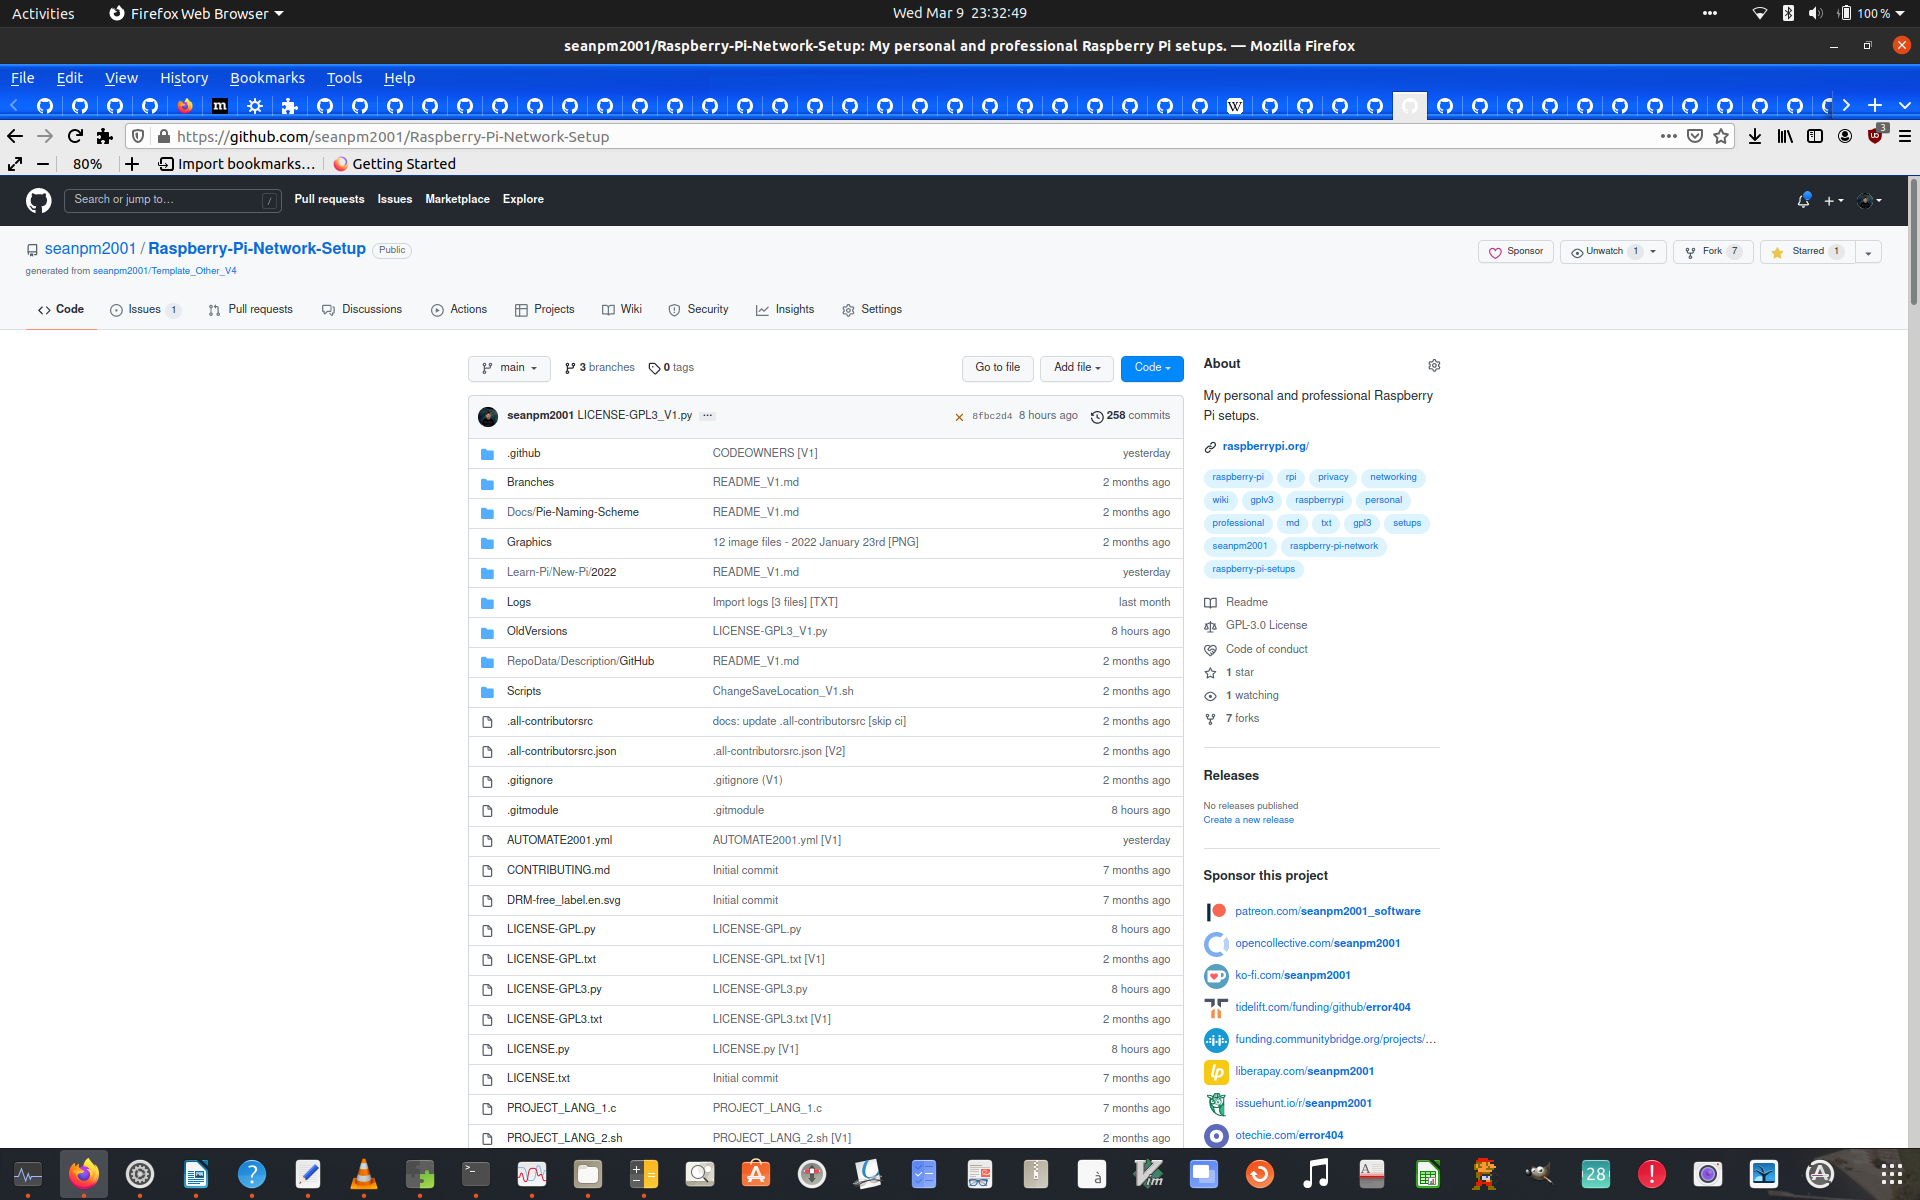 Activities
Firefox Web Browser
Wed Mar 9 23:32:49
100 %
seanpm2001/Raspberry-Pi-Network-Setup: My personal and professional Raspberry Pi setups. — Mozilla Firefox
File Edit View History Bookmarks Tools Help
https://github.com/seanpm2001/Raspberry-Pi-Network-Setup
3
80% Import bookmarks… Getting Started
Search or jump to… /
Pull requests Issues Marketplace Explore
seanpm2001 / Raspberry-Pi-Network-Setup Public
Sponsor Unwatch 1 Fork 7 Starred 1
generated from seanpm2001/Template_Other_V4
Code Issues 1 Pull requests Discussions Actions Projects Wiki Security Insights Settings
main 3 branches 0 tags Go to file Add file Code
seanpm2001 LICENSE-GPL3_V1.py ... 8fbc2d4 8 hours ago 258 commits
.github CODEOWNERS [V1] yesterday
Branches README_V1.md 2 months ago
Docs/Pie-Naming-Scheme README_V1.md 2 months ago
Graphics 12 image files - 2022 January 23rd [PNG] 2 months ago
Learn-Pi/New-Pi/2022 README_V1.md yesterday
Logs Import logs [3 files] [TXT] last month
OldVersions LICENSE-GPL3_V1.py 8 hours ago
RepoData/Description/GitHub README_V1.md 2 months ago
Scripts ChangeSaveLocation_V1.sh 2 months ago
.all-contributorsrc docs: update .all-contributorsrc [skip ci] 2 months ago
.all-contributorsrc.json .all-contributorsrc.json [V2] 2 months ago
.gitignore .gitignore (V1) 2 months ago
.gitmodule .gitmodule 8 hours ago
AUTOMATE2001.yml AUTOMATE2001.yml [V1] yesterday
CONTRIBUTING.md Initial commit 7 months ago
DRM-free_label.en.svg Initial commit 7 months ago
LICENSE-GPL.py LICENSE-GPL.py 8 hours ago
LICENSE-GPL.txt LICENSE-GPL.txt [V1] 2 months ago
LICENSE-GPL3.py LICENSE-GPL3.py 8 hours ago
LICENSE-GPL3.txt LICENSE-GPL3.txt [V1] 2 months ago
LICENSE.py LICENSE.py [V1] 8 hours ago
LICENSE.txt Initial commit 7 months ago
PROJECT_LANG_1.c PROJECT_LANG_1.c 7 months ago
PROJECT_LANG_2.sh PROJECT_LANG_2.sh [V1] 2 months ago
About
My personal and professional Raspberry
Pi setups.
raspberrypi.org/
raspberry-pi rpi privacy networking
wiki gplv3 raspberrypi personal
professional md txt gpl3 setups
seanpm2001 raspberry-pi-network
raspberry-pi-setups
Readme
GPL-3.0 License
Code of conduct
1 star
1 watching
7 forks
Releases
No releases published
Create a new release
Sponsor this project
patreon.com/seanpm2001_software
opencollective.com/seanpm2001
ko-fi.com/seanpm2001
tidelift.com/funding/github/error404
funding.communitybridge.org/projects/…
liberapay.com/seanpm2001
issuehunt.io/r/seanpm2001
otechie.com/error404
28